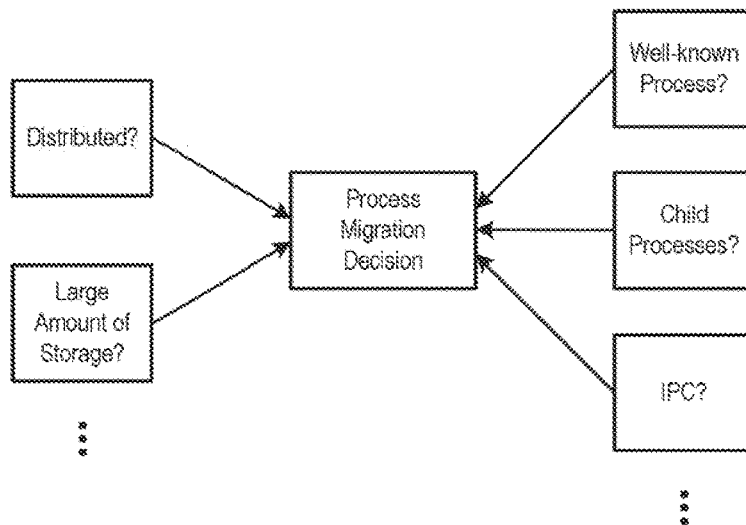 Distributed?
Large
Amount of
Storage?
Process
Migration
Decision
Well-known
Process?
Child
Processes?
IPC?